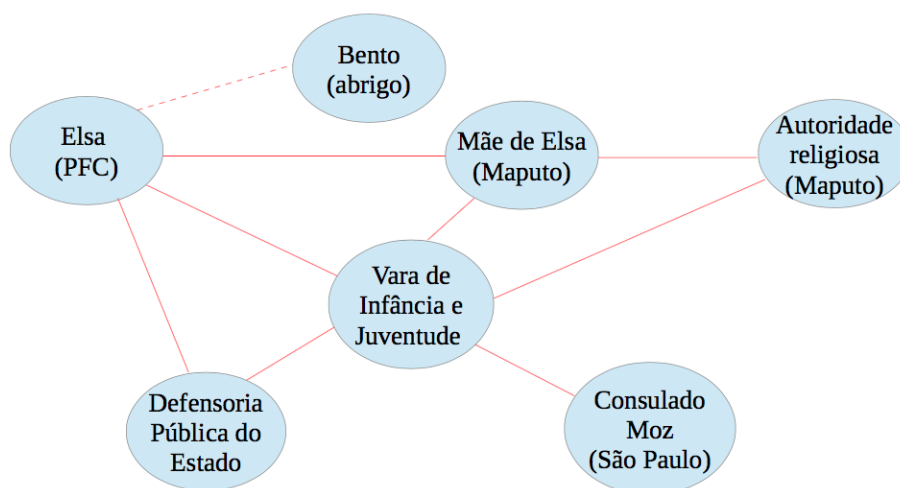 Bento
(abrigo)
Elsa
(PFC)
Mãe de Elsa
(Maputo)
Autoridade
religiosa
(Maputo)
Vara de
Infância e
Juventude
Defensoria
Pública do
Estado
Consulado
Moz
(São Paulo)